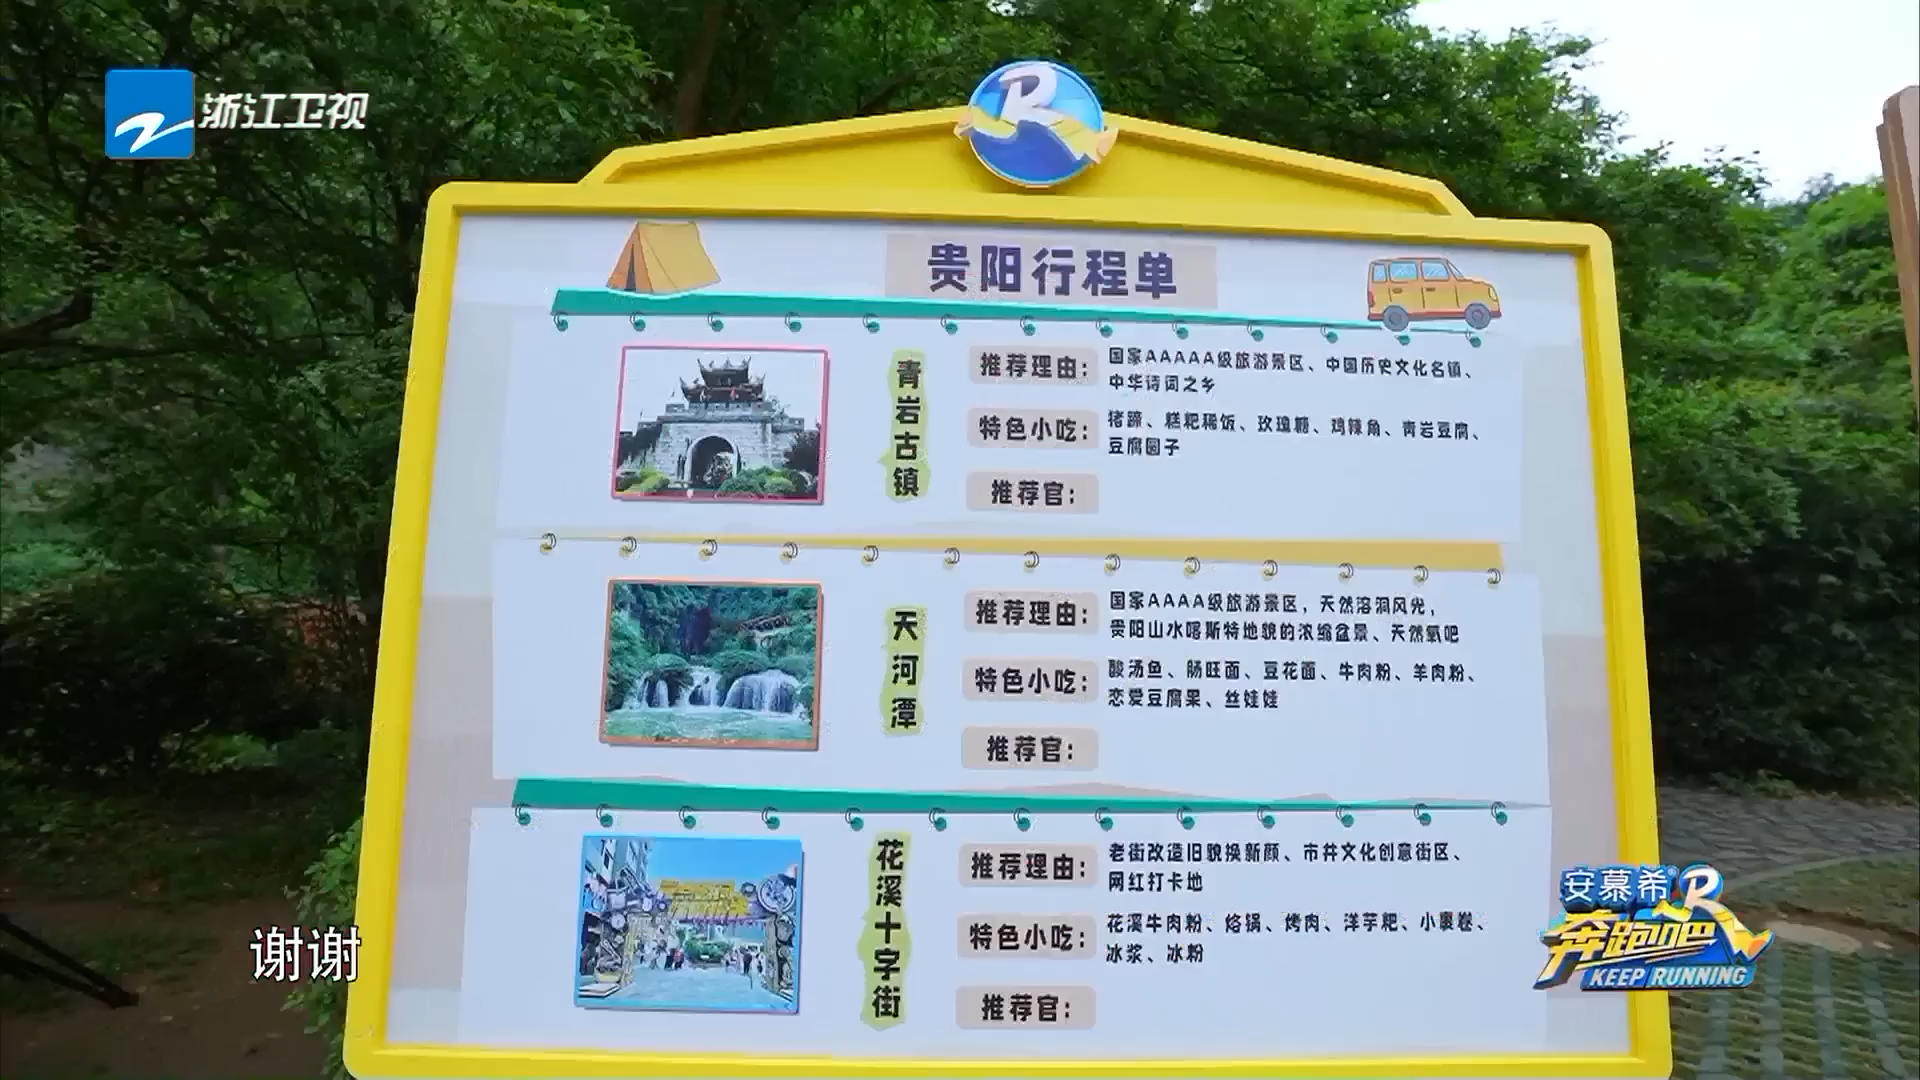 浙江卫视
R
贵阳行程单
青岩古镇
推荐理由：
国家AAAAA级旅游景区、中国历史文化名镇、
中华诗词之乡
特色小吃：
猪蹄、糕粑稀饭、玫瑰糖、鸡辣角、青岩豆腐、
豆腐圆子
推荐官：
天河潭
推荐理由：
国家AAAA级旅游景区，天然溶洞风光，
贵阳山水喀斯特地貌的浓缩盆景、天然氧吧
特色小吃：
酸汤鱼、肠旺面、豆花面、牛肉粉、羊肉粉、
恋爱豆腐果、丝娃娃
推荐官：
花溪十字街
推荐理由：
老街改造旧貌换新颜、市井文化创意街区、
网红打卡地
特色小吃：
花溪牛肉粉、烙锅、烤肉、洋芋粑、小裹卷、
冰浆、冰粉
推荐官：
谢谢
安慕希 R
奔跑吧
KEEP RUNNING